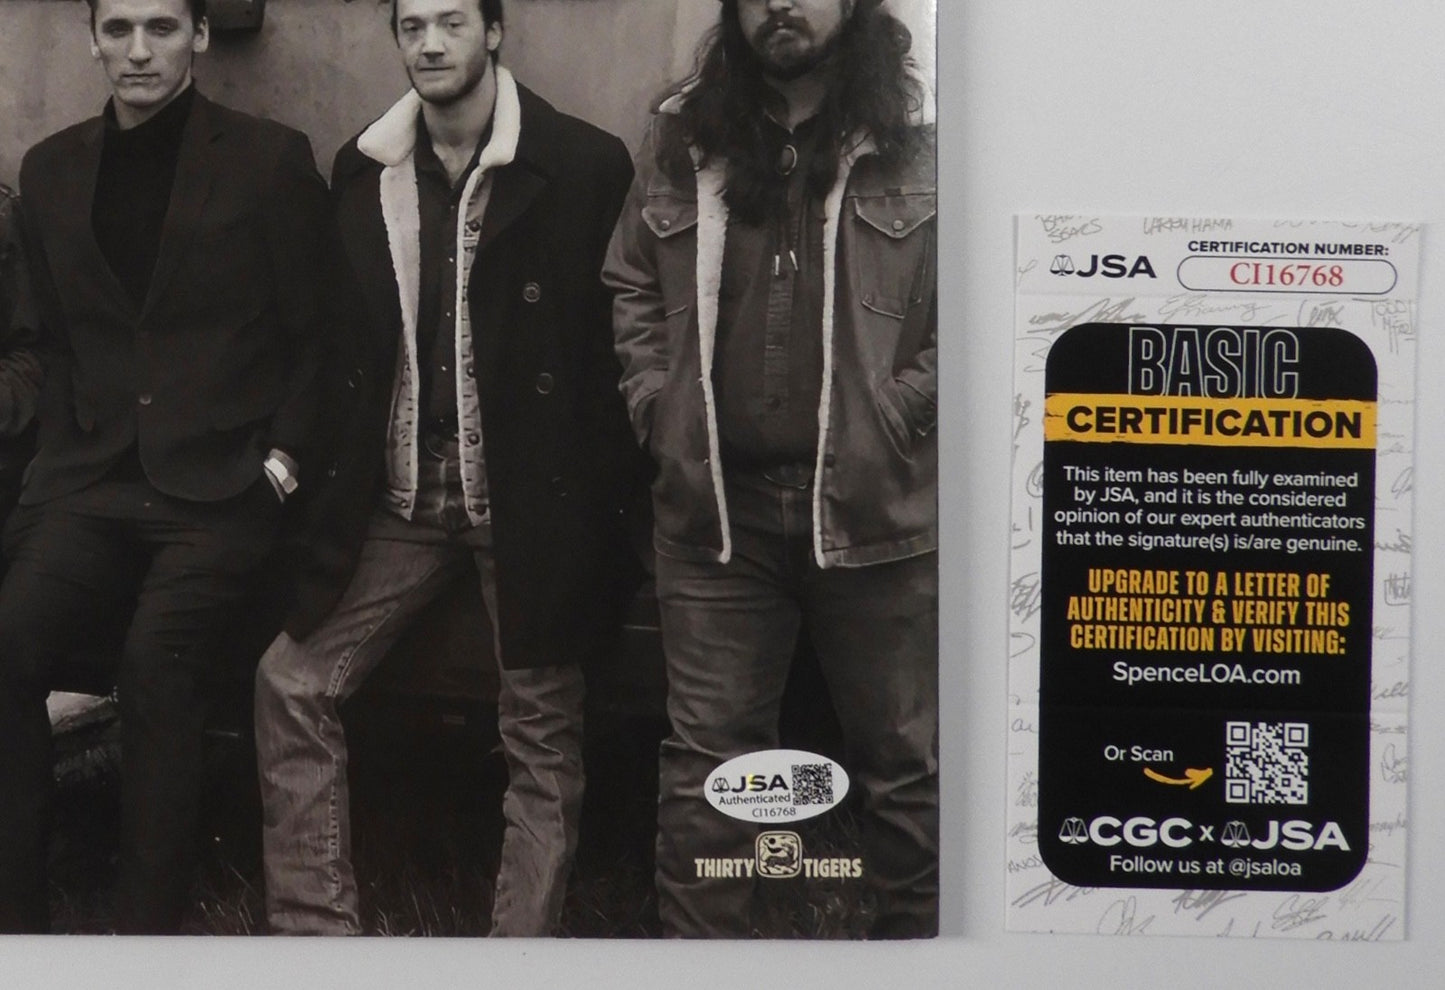 JSA
Authenticated
CI16768
THIRTY TIGERS
LARRY HAMA
JSA
CERTIFICATION NUMBER:
CI16768
BASIC
CERTIFICATION
This item has been fully examined
by JSA, and it is the considered
opinion of our expert authenticators
that the signature(s) is/are genuine.
UPGRADE TO A LETTER OF
AUTHENTICITY & VERIFY THIS
CERTIFICATION BY VISITING:
SpenceLOA.com
Or Scan
CGC x JSA
Follow us at @jsaloa